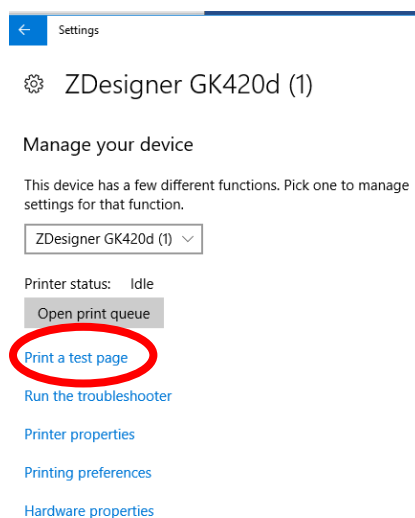 Settings
ZDesigner GK420d (1)
Manage your device
This device has a few different functions. Pick one to manage
settings for that function.
ZDesigner GK420d (1)
Printer status: Idle
Open print queue
Print a test page
Run the troubleshooter
Printer properties
Printing preferences
Hardware properties